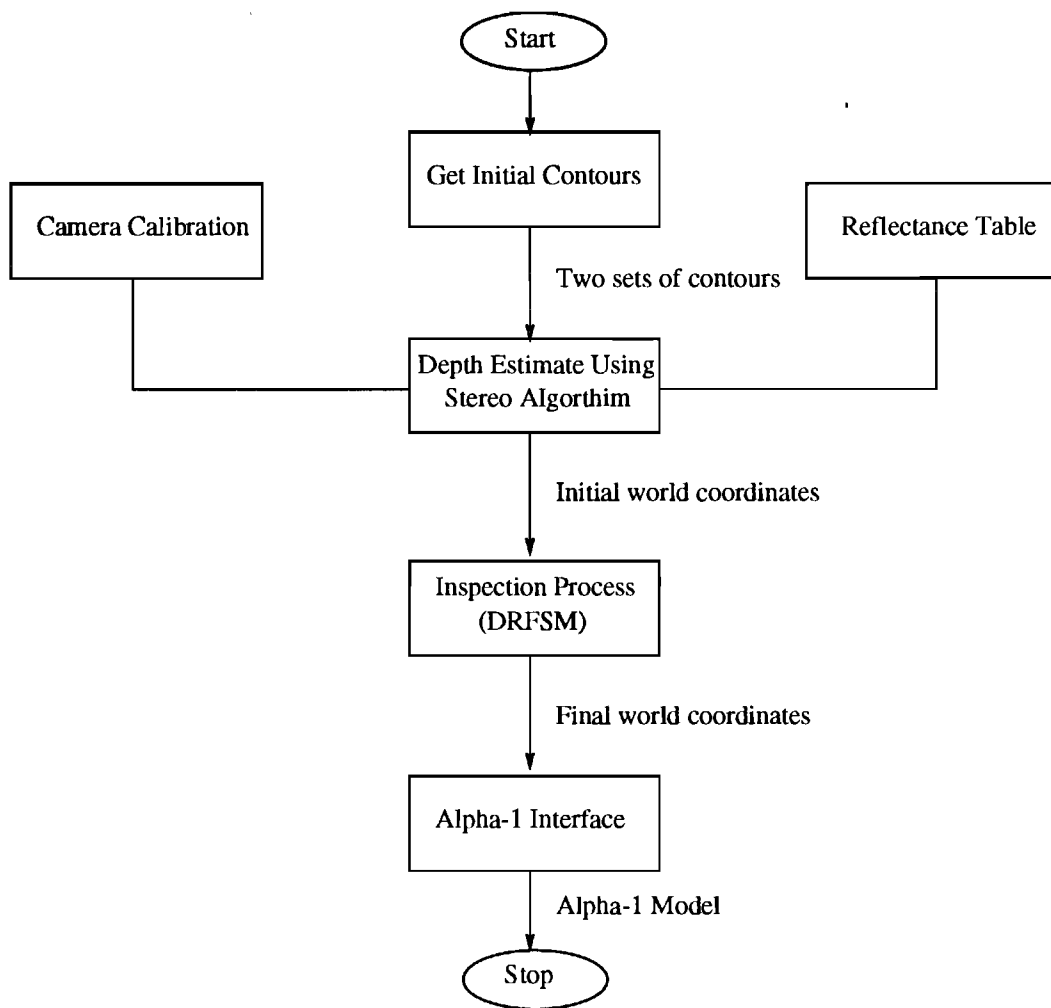 Start
Get Initial Contours
Camera Calibration
Reflectance Table
Two sets of contours
Depth Estimate Using
Stereo Algorthim
Initial world coordinates
Inspection Process
(DRFSM)
Final world coordinates
Alpha-1 Interface
Alpha-1 Model
Stop